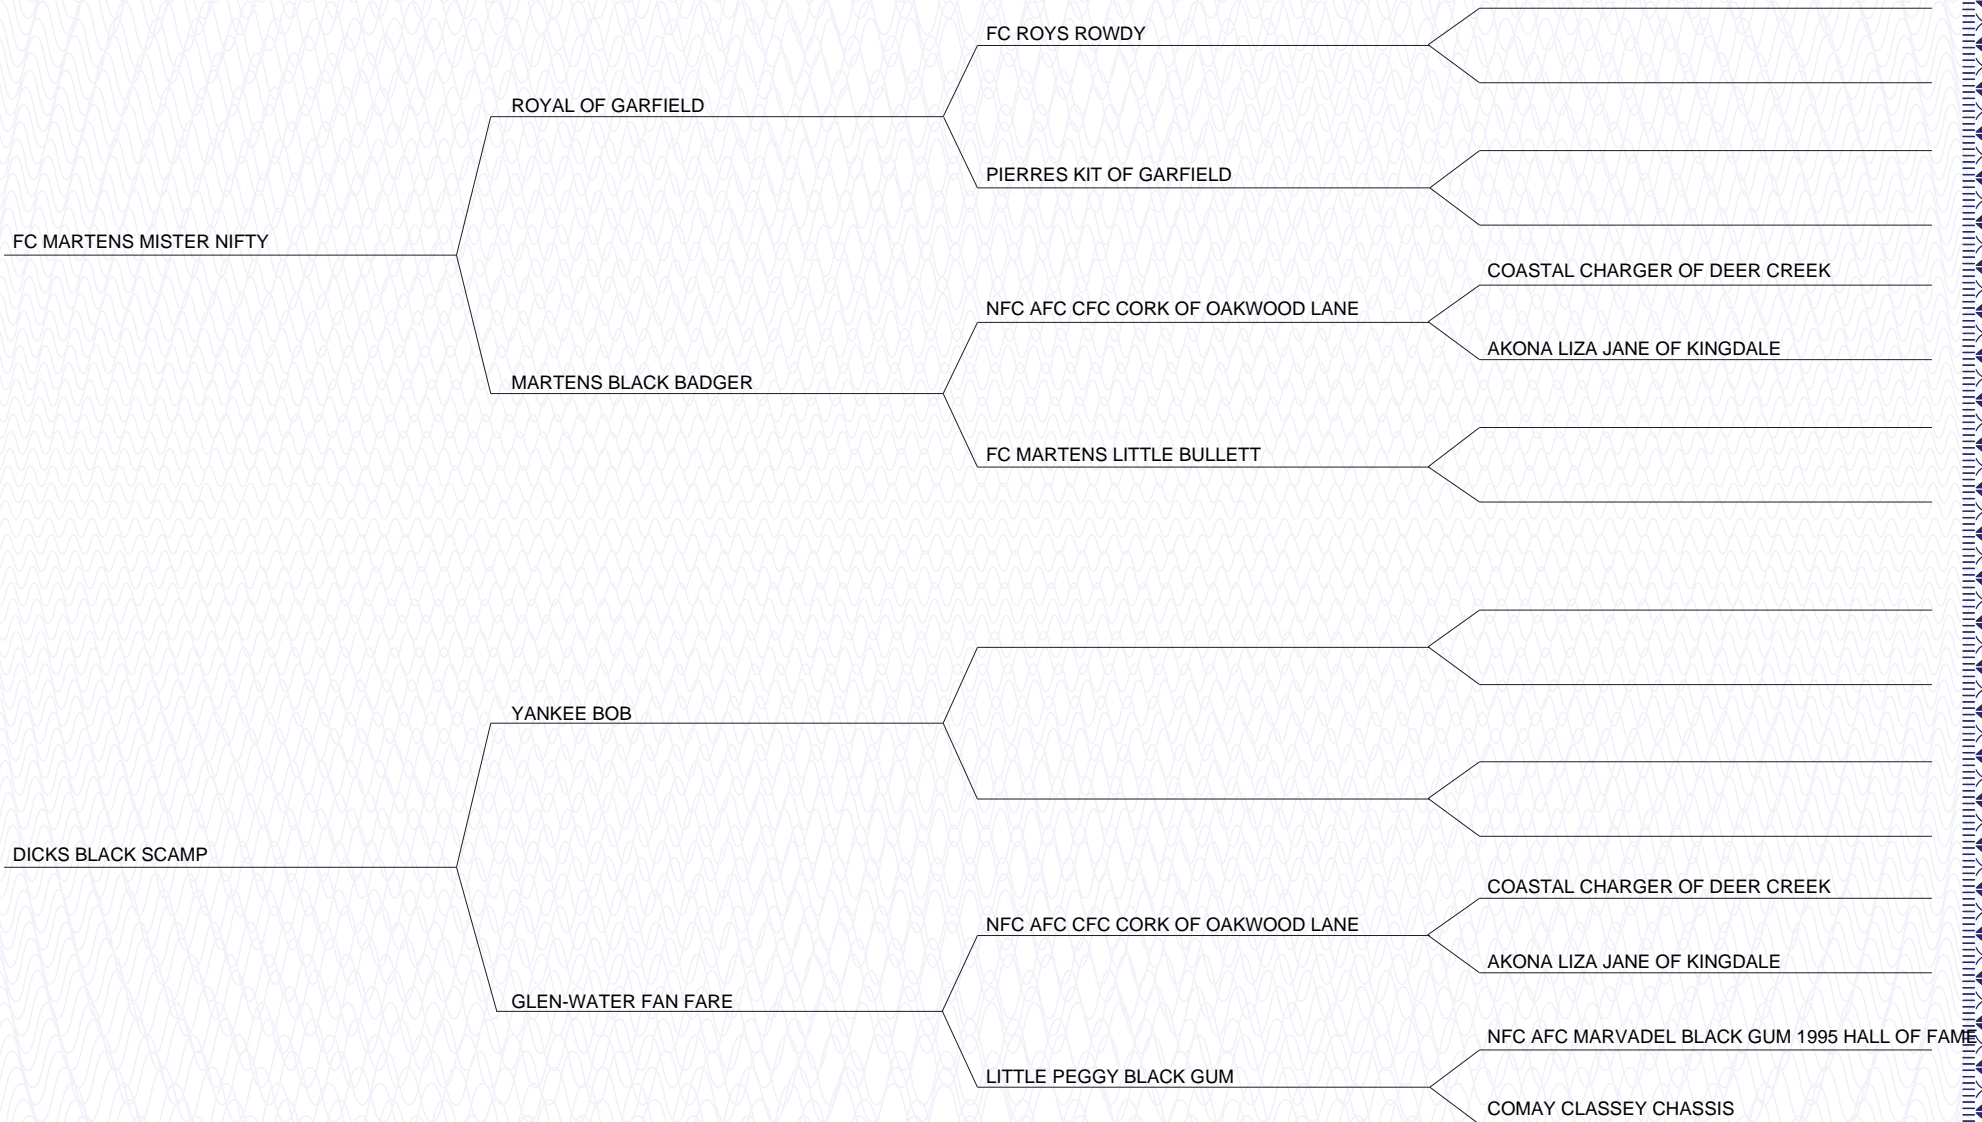 FC ROYS ROWDY
ROYAL OF GARFIELD
PIERRES KIT OF GARFIELD
FC MARTENS MISTER NIFTY
COASTAL CHARGER OF DEER CREEK
NFC AFC CFC CORK OF OAKWOOD LANE
AKONA LIZA JANE OF KINGDALE
MARTENS BLACK BADGER
FC MARTENS LITTLE BULLETT
YANKEE BOB
DICKS BLACK SCAMP
COASTAL CHARGER OF DEER CREEK
NFC AFC CFC CORK OF OAKWOOD LANE
AKONA LIZA JANE OF KINGDALE
GLEN-WATER FAN FARE
NFC AFC MARVADEL BLACK GUM 1995 HALL OF FAME
LITTLE PEGGY BLACK GUM
COMAY CLASSEY CHASSIS